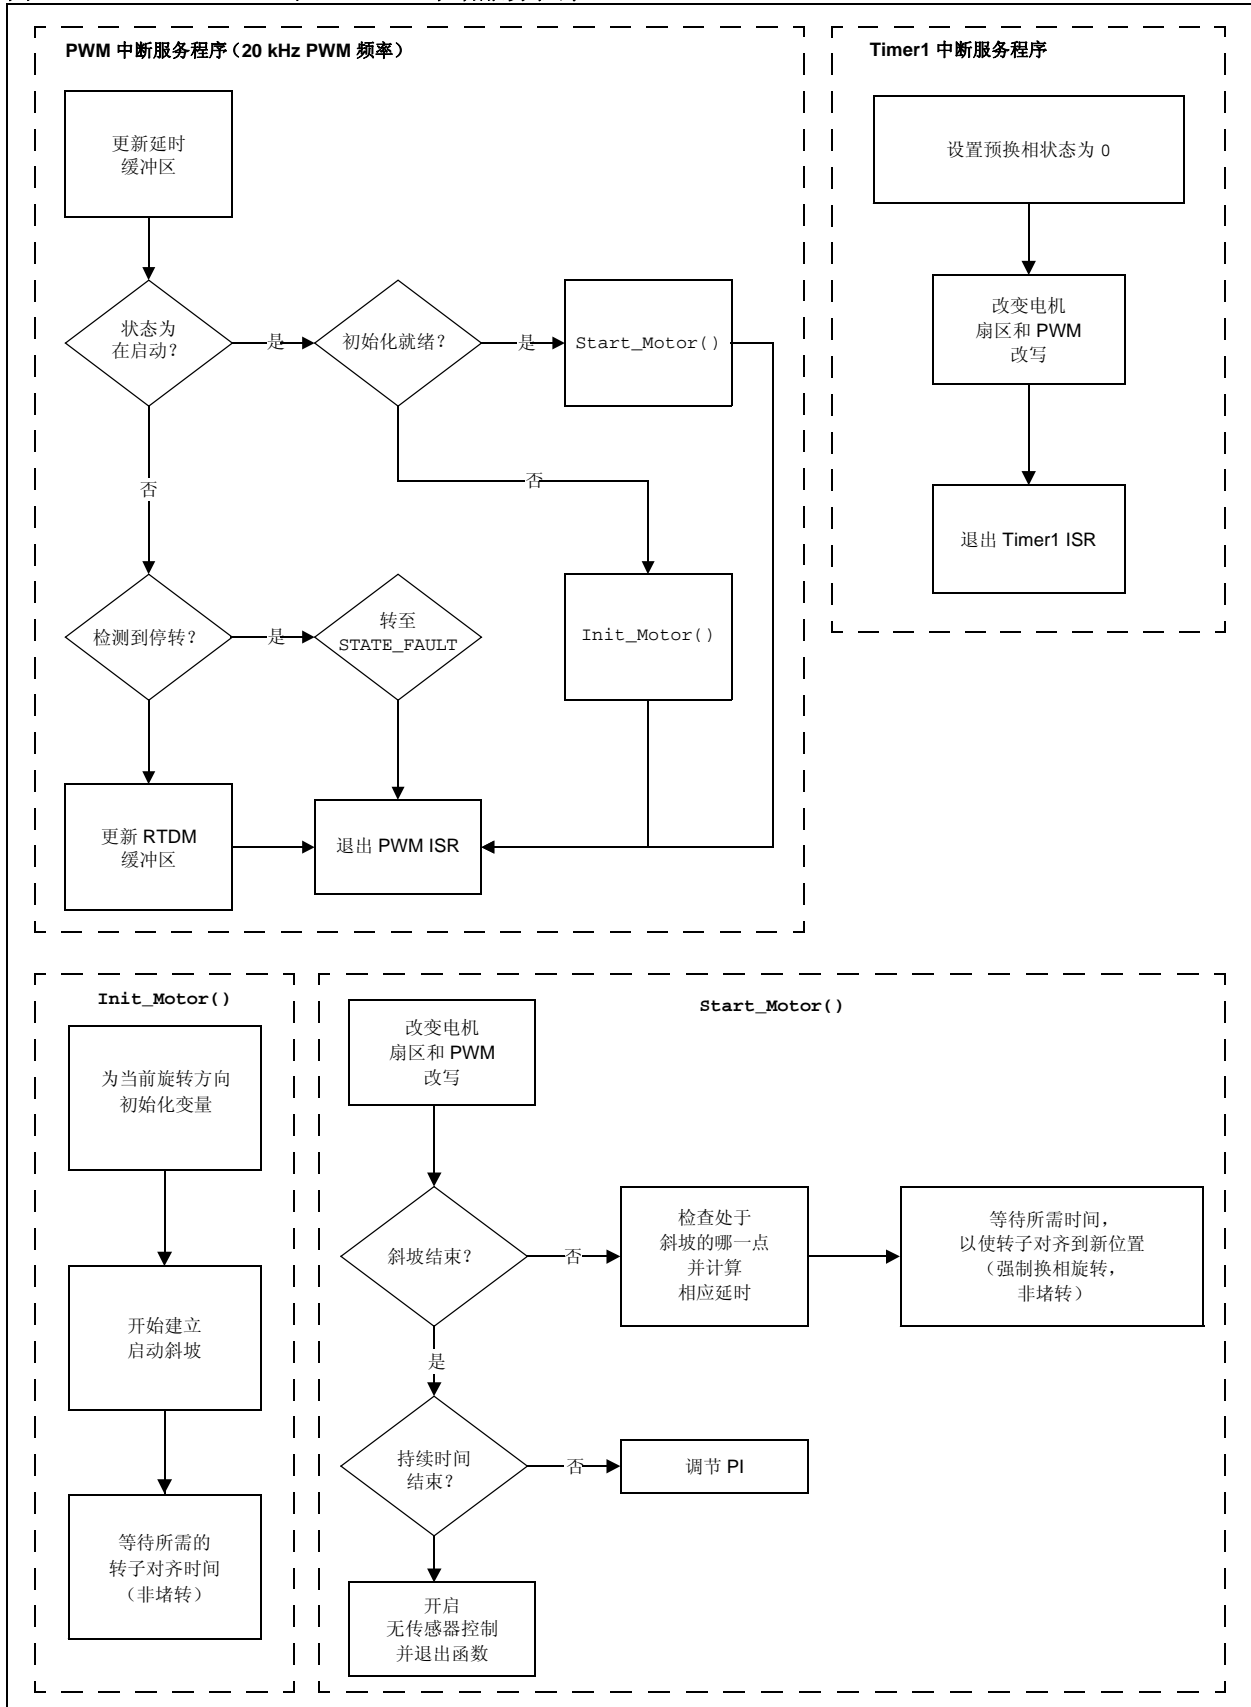 PWM 中断服务程序（20 kHz PWM 频率）
更新延时
缓冲区
状态为
在启动？
是
初始化就绪？
是
Start_Motor()
否
否
检测到停转？
是
转至
STATE_FAULT
Init_Motor()
更新 RTDM
缓冲区
退出 PWM ISR
Timer1 中断服务程序
设置预换相状态为 0
改变电机
扇区和 PWM
改写
退出 Timer1 ISR
Init_Motor()
为当前旋转方向
初始化变量
开始建立
启动斜坡
等待所需的
转子对齐时间
（非堵转）
Start_Motor()
改变电机
扇区和 PWM
改写
斜坡结束？
否
检查处于
斜坡的哪一点
并计算
相应延时
等待所需时间，
以使转子对齐到新位置
（强制换相旋转，
非堵转）
是
持续时间
结束？
否
调节 PI
开启
无传感器控制
并退出函数